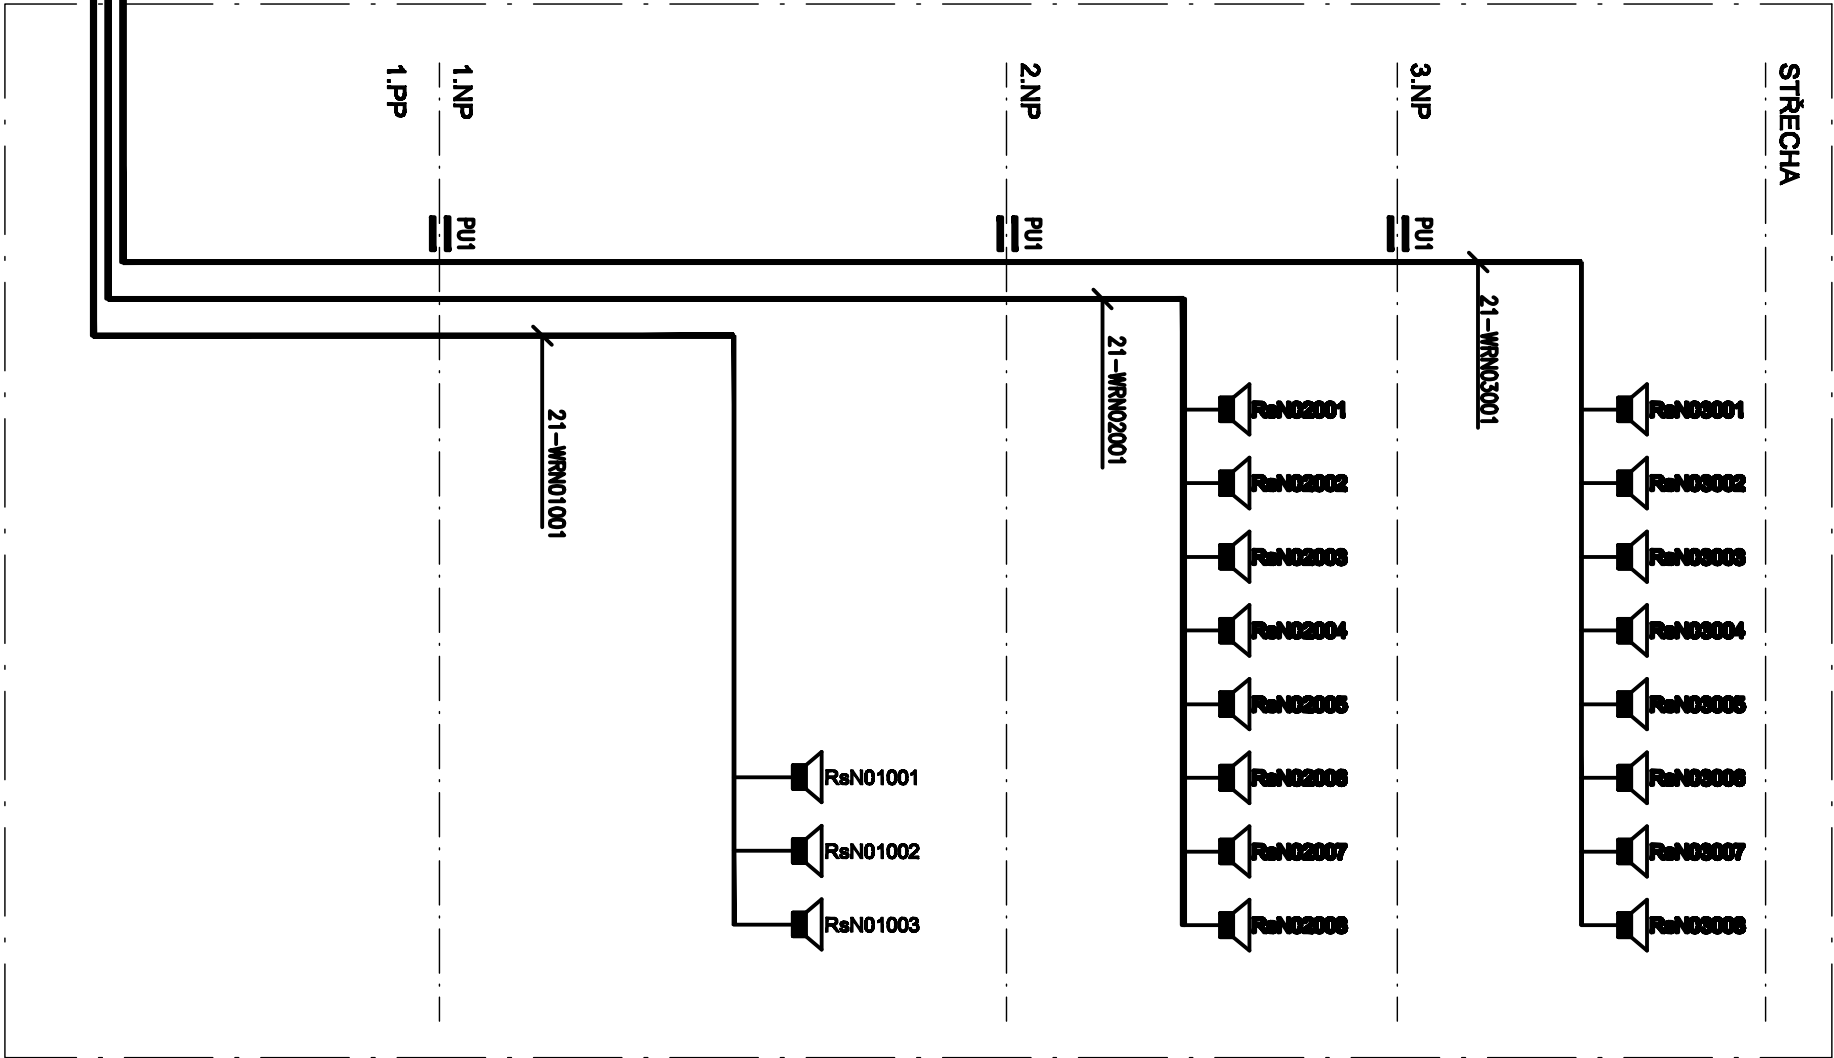 STŘECHA
3.NP
2.NP
1.NP
1.PP
PU1
PU1
PU1
21-WRN03001
21-WRN02001
21-WRN01001
RsN03001
RsN03002
RsN03003
RsN03004
RsN03005
RsN03006
RsN03007
RsN03008
RsN02001
RsN02002
RsN02003
RsN02004
RsN02005
RsN02006
RsN02007
RsN02008
RsN01001
RsN01002
RsN01003